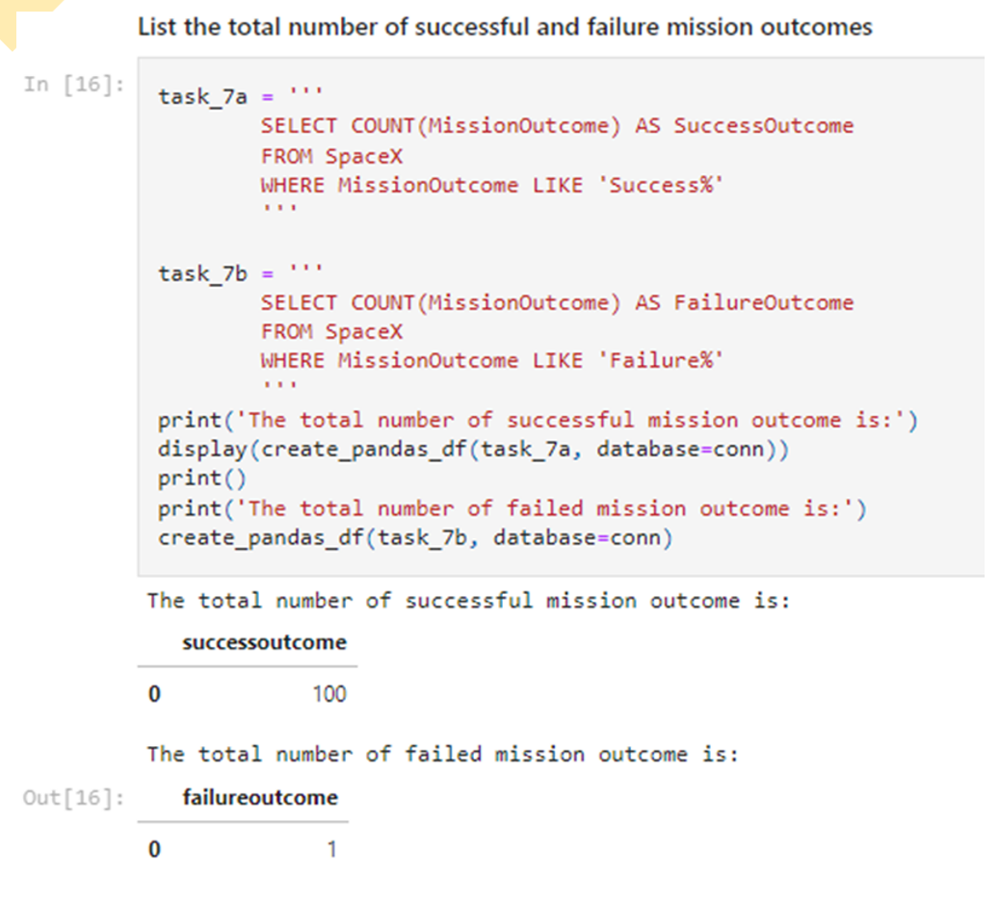 List the total number of successful and failure mission outcomes
In [16]:
task_7a = '''
SELECT COUNT(MissionOutcome) AS SuccessOutcome
FROM SpaceX
WHERE MissionOutcome LIKE 'Success%'
'''
task_7b = '''
SELECT COUNT(MissionOutcome) AS FailureOutcome
FROM SpaceX
WHERE MissionOutcome LIKE 'Failure%'
'''
print('The total number of successful mission outcome is:')
display(create_pandas_df(task_7a, database=conn))
print()
print('The total number of failed mission outcome is:')
create_pandas_df(task_7b, database=conn)
The total number of successful mission outcome is:
successoutcome
0 100
The total number of failed mission outcome is:
Out[16]:
failureoutcome
0 1